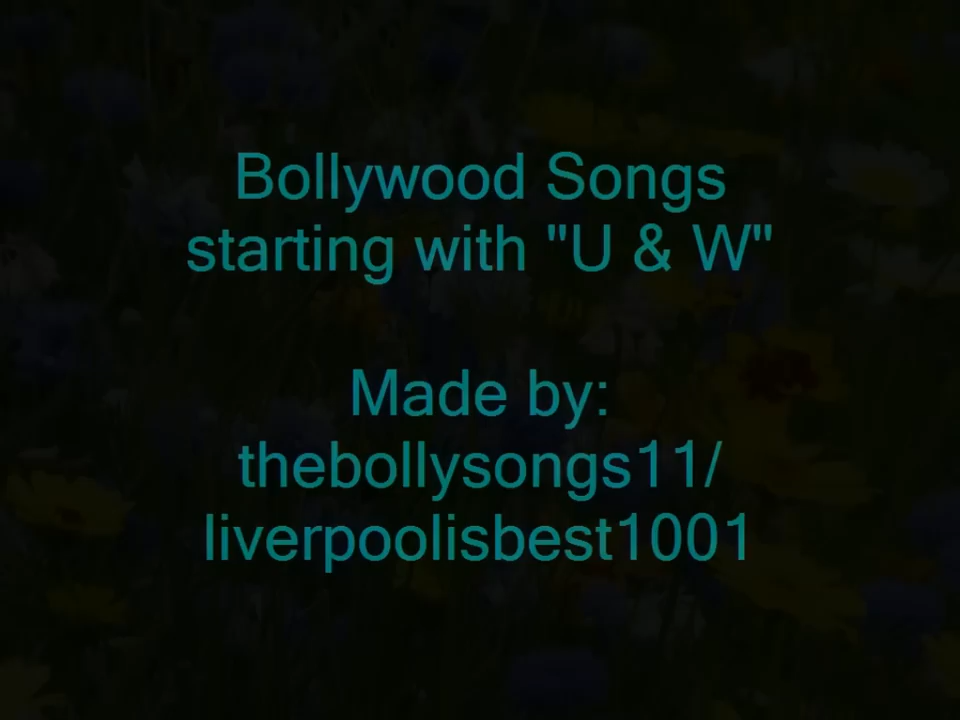 Bollywood Songs
starting with "U & W"
Made by:
thebollysongs11/
liverpoolisbest1001